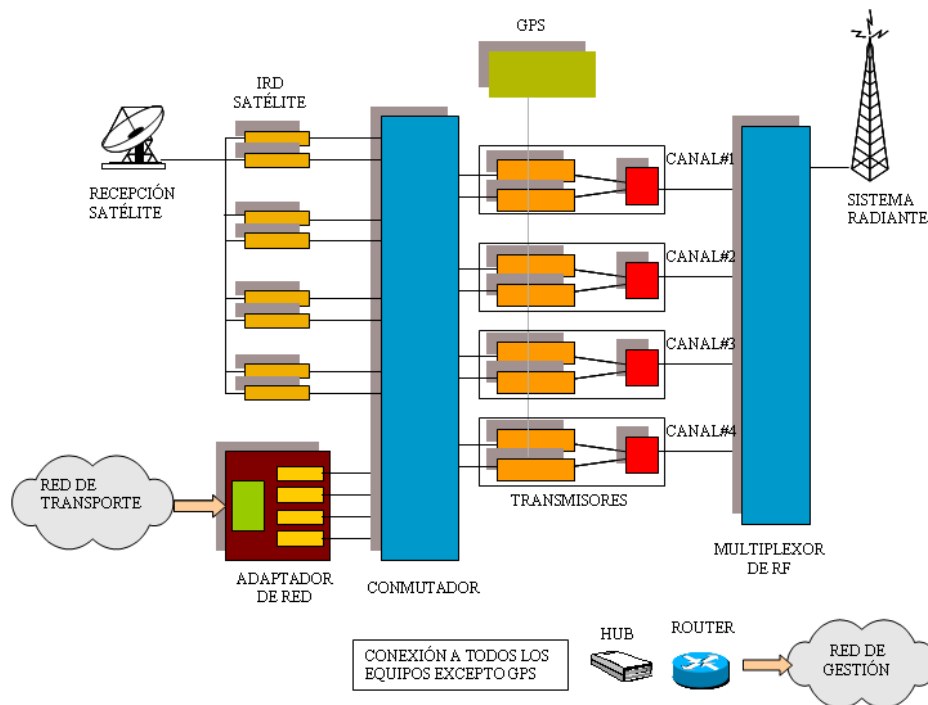 GPS
IRD
SATÉLITE
RECEPCIÓN
SATÉLITE
CANAL#1
SISTEMA
RADIANTE
CANAL#2
CANAL#3
CANAL#4
RED DE
TRANSPORTE
TRANSMISORES
ADAPTADOR
DE RED
CONMUTADOR
MULTIPLEXOR
DE RF
CONEXIÓN A TODOS LOS
EQUIPOS EXCEPTO GPS
HUB
ROUTER
RED DE
GESTIÓN